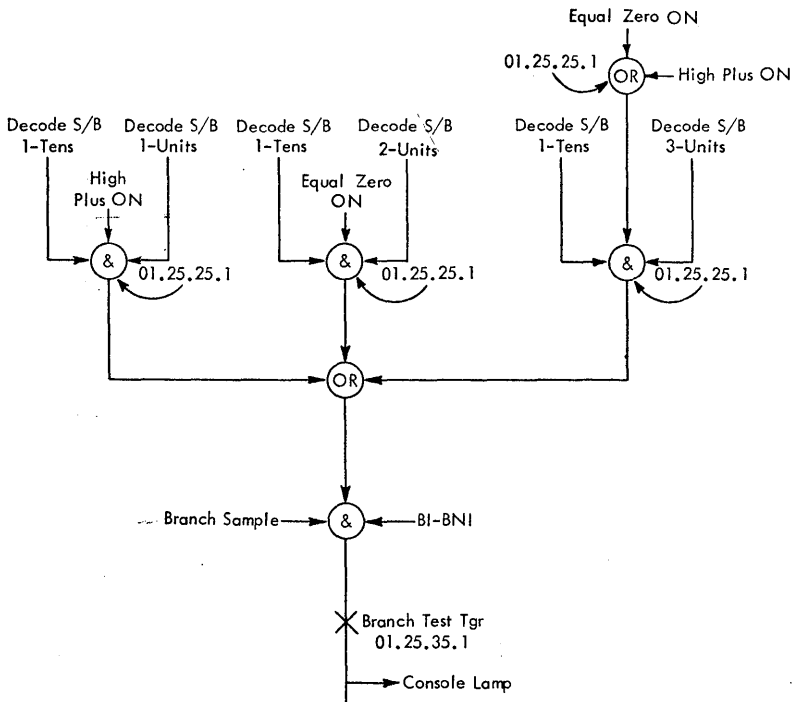 Equal Zero ON
01.25.25.1
OR
High Plus ON
Decode S/B
1-Tens
Decode S/B
1-Units
Decode S/B
1-Tens
Decode S/B
2-Units
Decode S/B
1-Tens
Decode S/B
3-Units
High
Plus ON
Equal Zero
ON
&
01.25.25.1
&
01.25.25.1
&
01.25.25.1
OR
Branch Sample
&
BI-BNI
Branch Test Tgr
01.25.35.1
Console Lamp